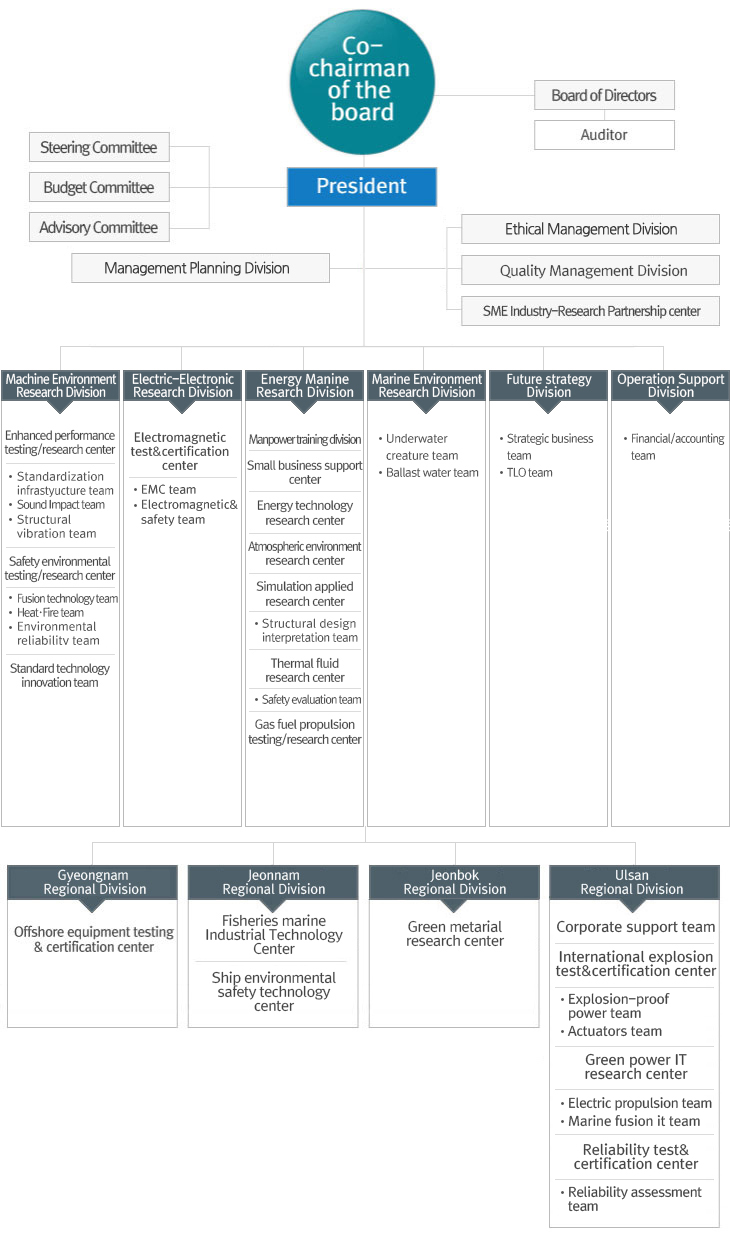 Co-
chairman
of the
board
Board of Directors
Auditor
Steering Committee
Budget Committee
Advisory Committee
President
Ethical Management Division
Management Planning Division
Quality Management Division
SME Industry-Research Partnership center
Machine Environment
Research Division
Enhanced performance
testing/research center
• Standardization
infrastyucture team
• Sound Impact team
• Structural
vibration team
Safety environmental
testing/research center
• Fusion technology team
• Heat·Fire team
• Environmental
reliability team
Standard technology
innovation team
Electric-Electronic
Research Division
Electromagnetic
test&certification
center
• EMC team
• Electromagnetic&
safety team
Energy Manine
Resarch Division
Manpower training division
Small business support
center
Energy technology
research center
Atmospheric environment
research center
Simulation applied
research center
• Structural design
interpretation team
Thermal fluid
research center
• Safety evaluation team
Gas fuel propulsion
testing/research center
Marine Environment
Research Division
• Underwater
creature team
• Ballast water team
Future strategy
Division
• Strategic business
team
• TLO team
Operation Support
Division
• Financial/accounting
team
Gyeongnam
Regional Division
Offshore equipment testing
& certification center
Jeonnam
Regional Division
Fisheries marine
Industrial Technology
Center
Ship environmental
safety technology
center
Jeonbok
Regional Division
Green metarial
research center
Ulsan
Regional Division
Corporate support team
International explosion
test&certification center
• Explosion-proof
power team
• Actuators team
Green power IT
research center
• Electric propulsion team
• Marine fusion it team
Reliability test&
certification center
• Reliability assessment
team